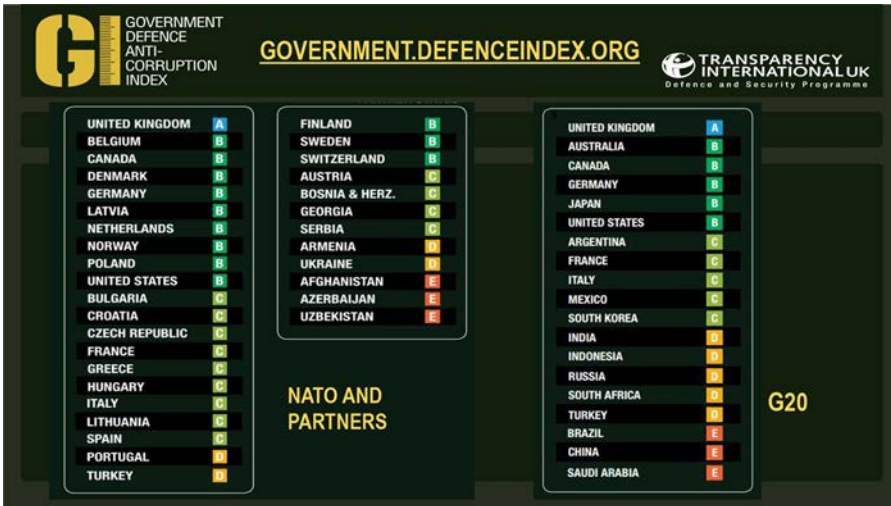 GOVERNMENT
DEFENCE
ANTI-
CORRUPTION
INDEX
GI
GOVERNMENT.DEFENCEINDEX.ORG
TRANSPARENCY
INTERNATIONAL UK
Defence and Security Programme
UNITED KINGDOM A
BELGIUM B
CANADA B
DENMARK B
GERMANY B
LATVIA B
NETHERLANDS B
NORWAY B
POLAND B
UNITED STATES B
BULGARIA C
CROATIA C
CZECH REPUBLIC C
FRANCE C
GREECE C
HUNGARY C
ITALY C
LITHUANIA C
SPAIN C
PORTUGAL D
TURKEY D
FINLAND B
SWEDEN B
SWITZERLAND B
AUSTRIA C
BOSNIA & HERZ. C
GEORGIA C
SERBIA C
ARMENIA D
UKRAINE D
AFGHANISTAN E
AZERBAIJAN E
UZBEKISTAN E
NATO AND
PARTNERS
UNITED KINGDOM A
AUSTRALIA B
CANADA B
GERMANY B
JAPAN B
UNITED STATES B
ARGENTINA C
FRANCE C
ITALY C
MEXICO C
SOUTH KOREA C
INDIA D
INDONESIA D
RUSSIA D
SOUTH AFRICA D
TURKEY D
BRAZIL E
CHINA E
SAUDI ARABIA E
G20